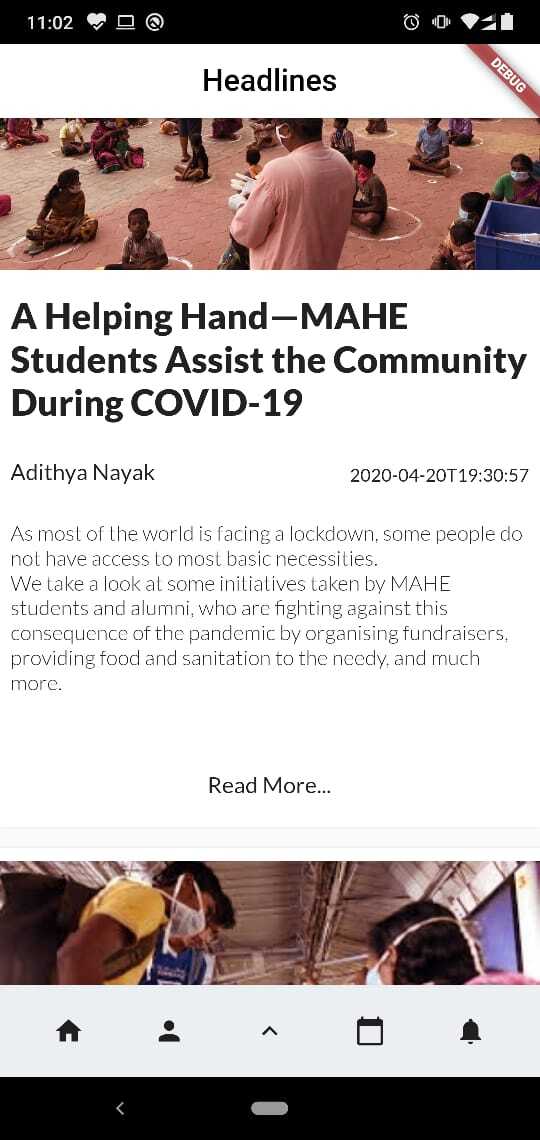 11:02
DEBUG
Headlines
A Helping Hand—MAHE
Students Assist the Community
During COVID-19
Adithya Nayak
2020-04-20T19:30:57
As most of the world is facing a lockdown, some people do
not have access to most basic necessities.
We take a look at some initiatives taken by MAHE
students and alumni, who are fighting against this
consequence of the pandemic by organising fundraisers,
providing food and sanitation to the needy, and much
more.
Read More...